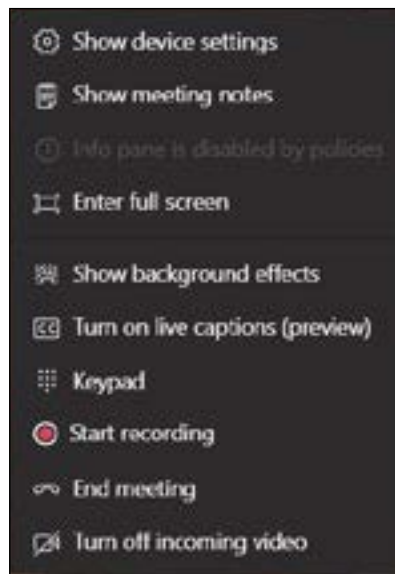 Show device settings
Show meeting notes
Info pane is disabled by policies
Enter full screen
Show background effects
CC Turn on live captions (preview)
Keypad
Start recording
End meeting
Turn off incoming video